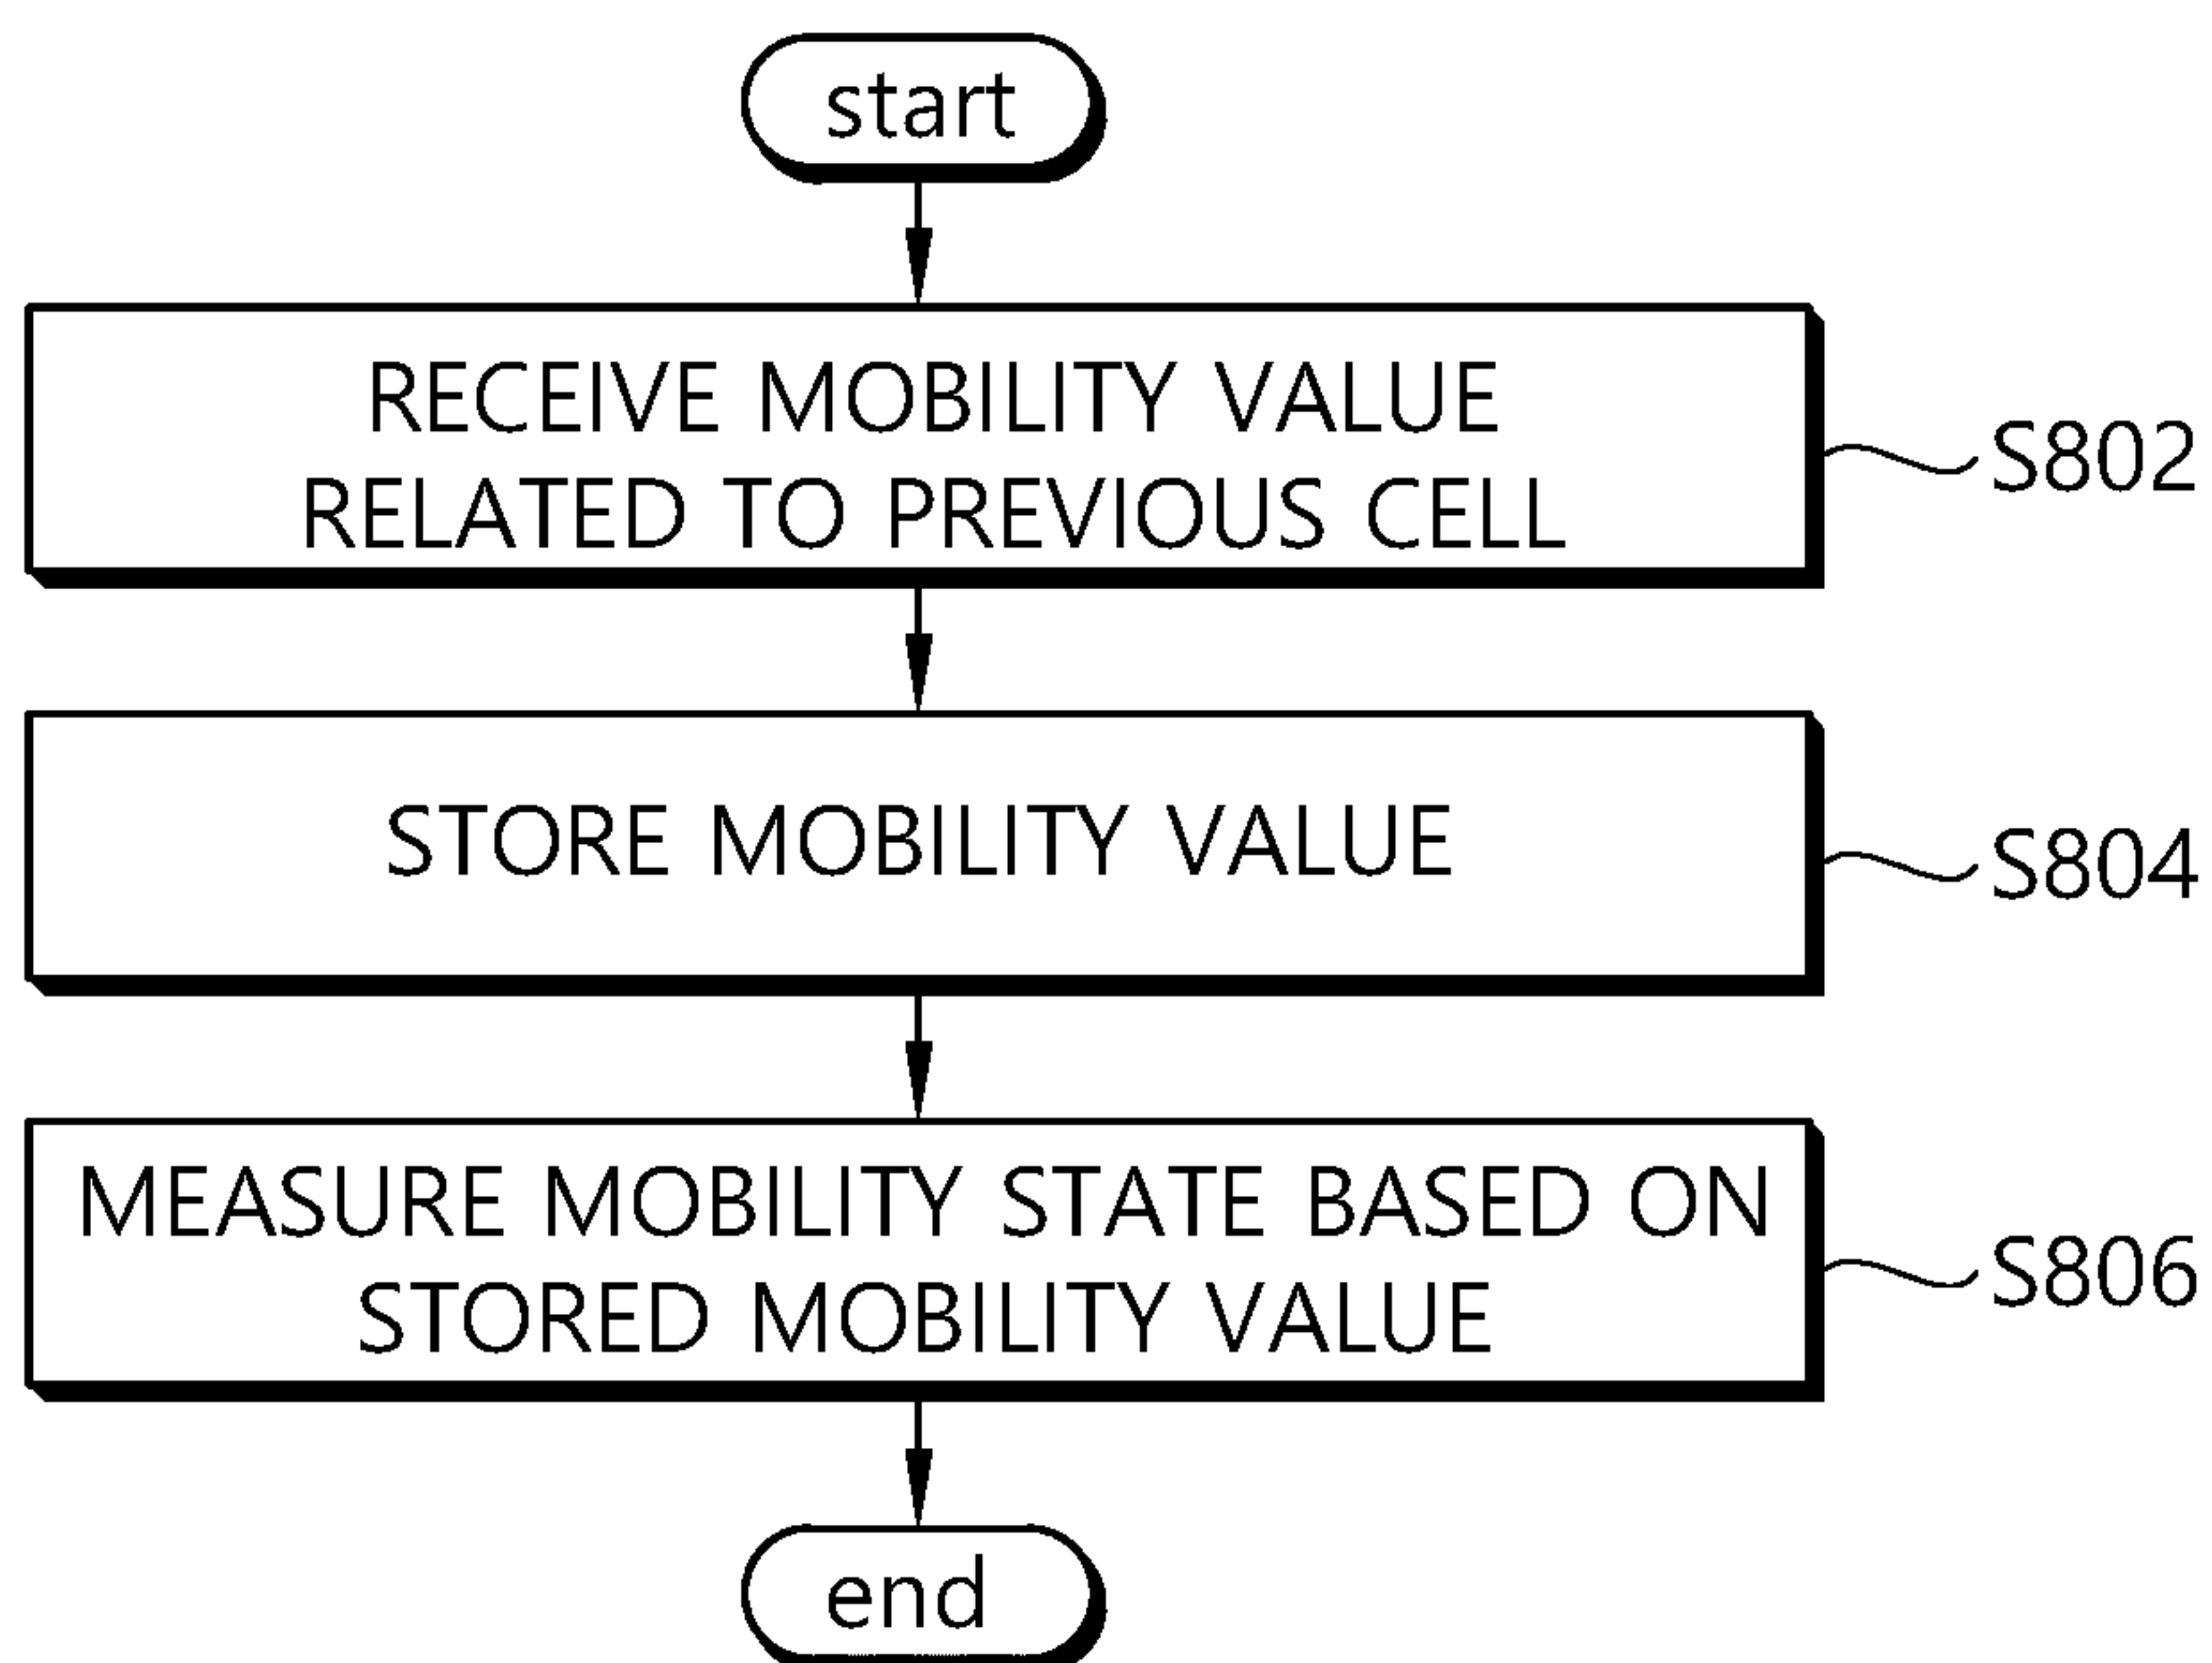 start
RECEIVE MOBILITY VALUE
RELATED TO PREVIOUS CELL
S802
STORE MOBILITY VALUE
S804
MEASURE MOBILITY STATE BASED ON
STORED MOBILITY VALUE
S806
end